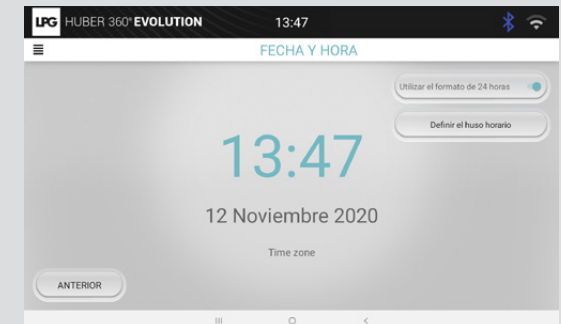 LPG HUBER 360° EVOLUTION 13:47
FECHA Y HORA
Utilizar el formato de 24 horas
Definir el huso horario
13:47
12 Noviembre 2020
Time zone
ANTERIOR